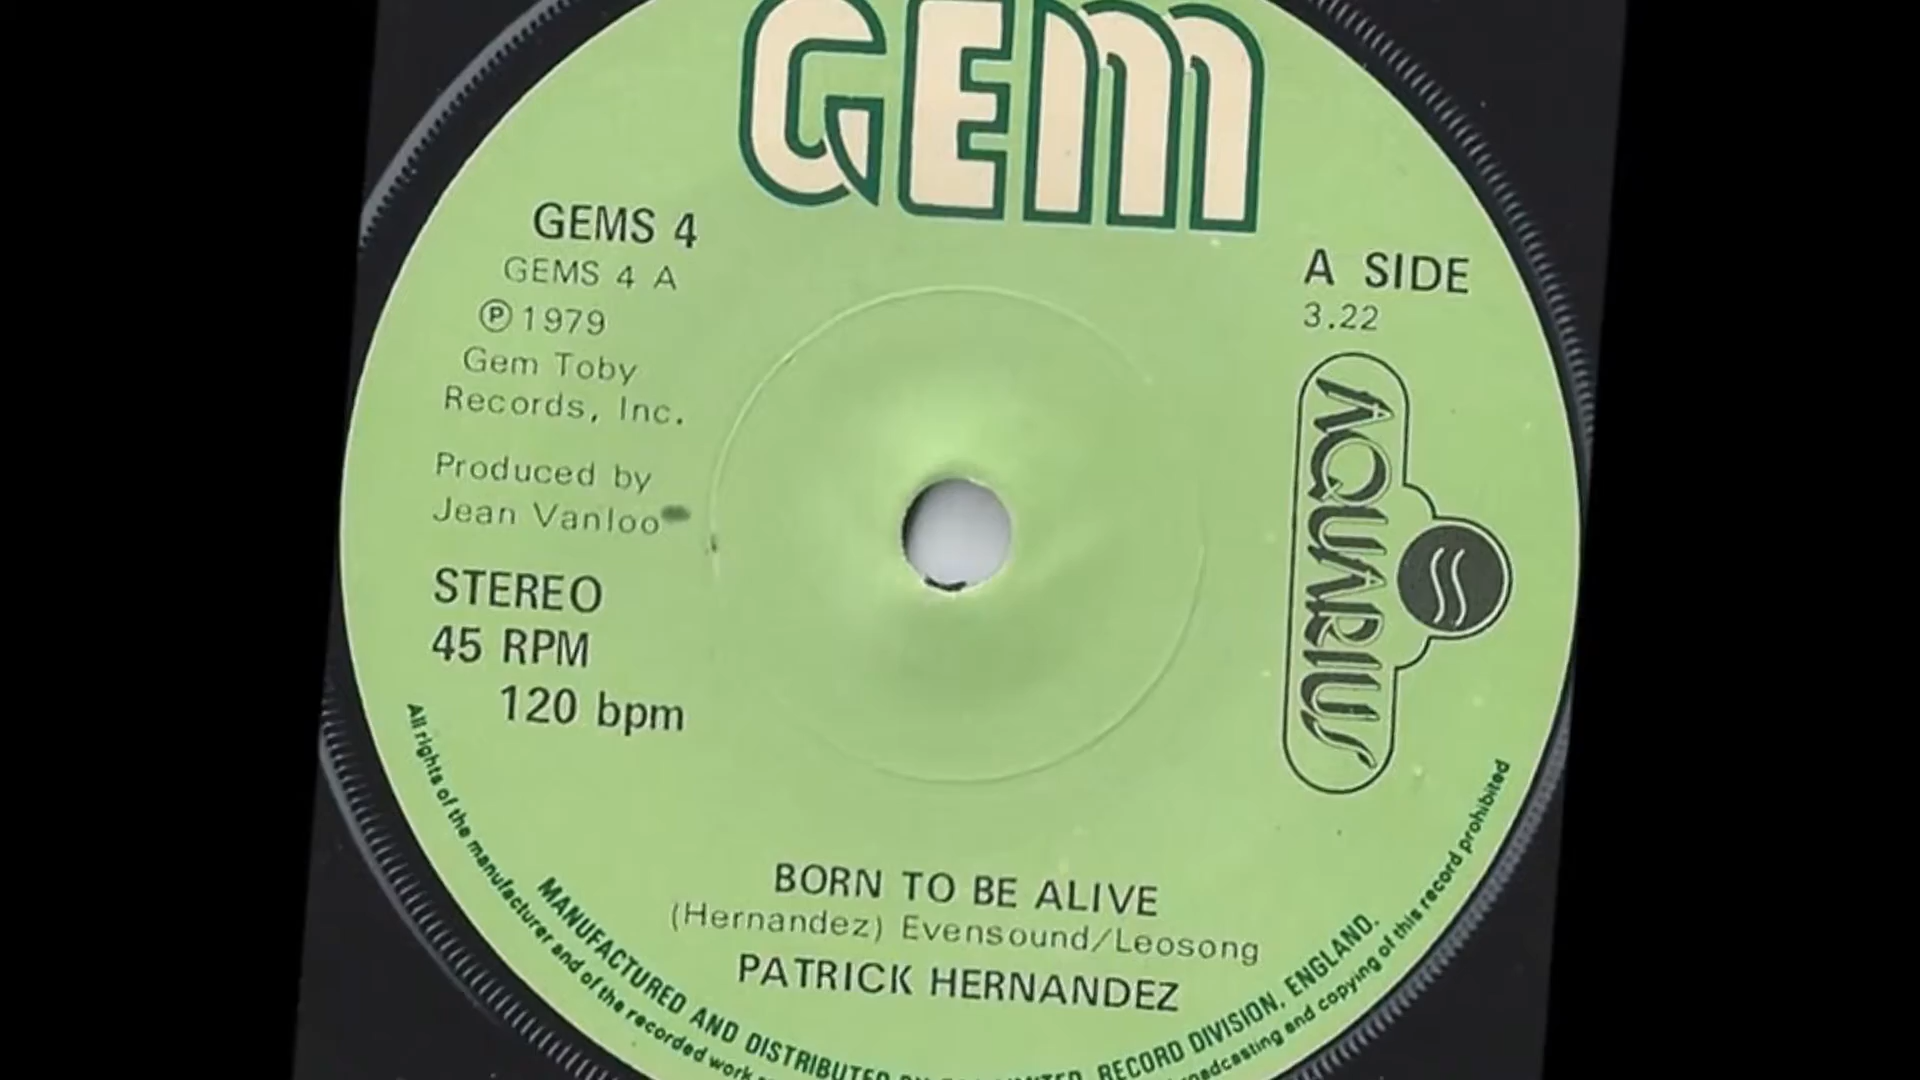 GEM
GEMS 4
GEMS 4 A
℗ 1979
Gem Toby
Records, Inc.
Produced by
Jean Vanloo
STEREO
45 RPM
120 bpm
A SIDE
3.22
AQUARIUS
BORN TO BE ALIVE
(Hernandez) Evensound/Leosong
PATRICK HERNANDEZ
MANUFACTURED AND DISTRIBUTED RECORD DIVISION, ENGLAND.
All rights of the manufacturer and of the recorded work and copying of this record prohibited